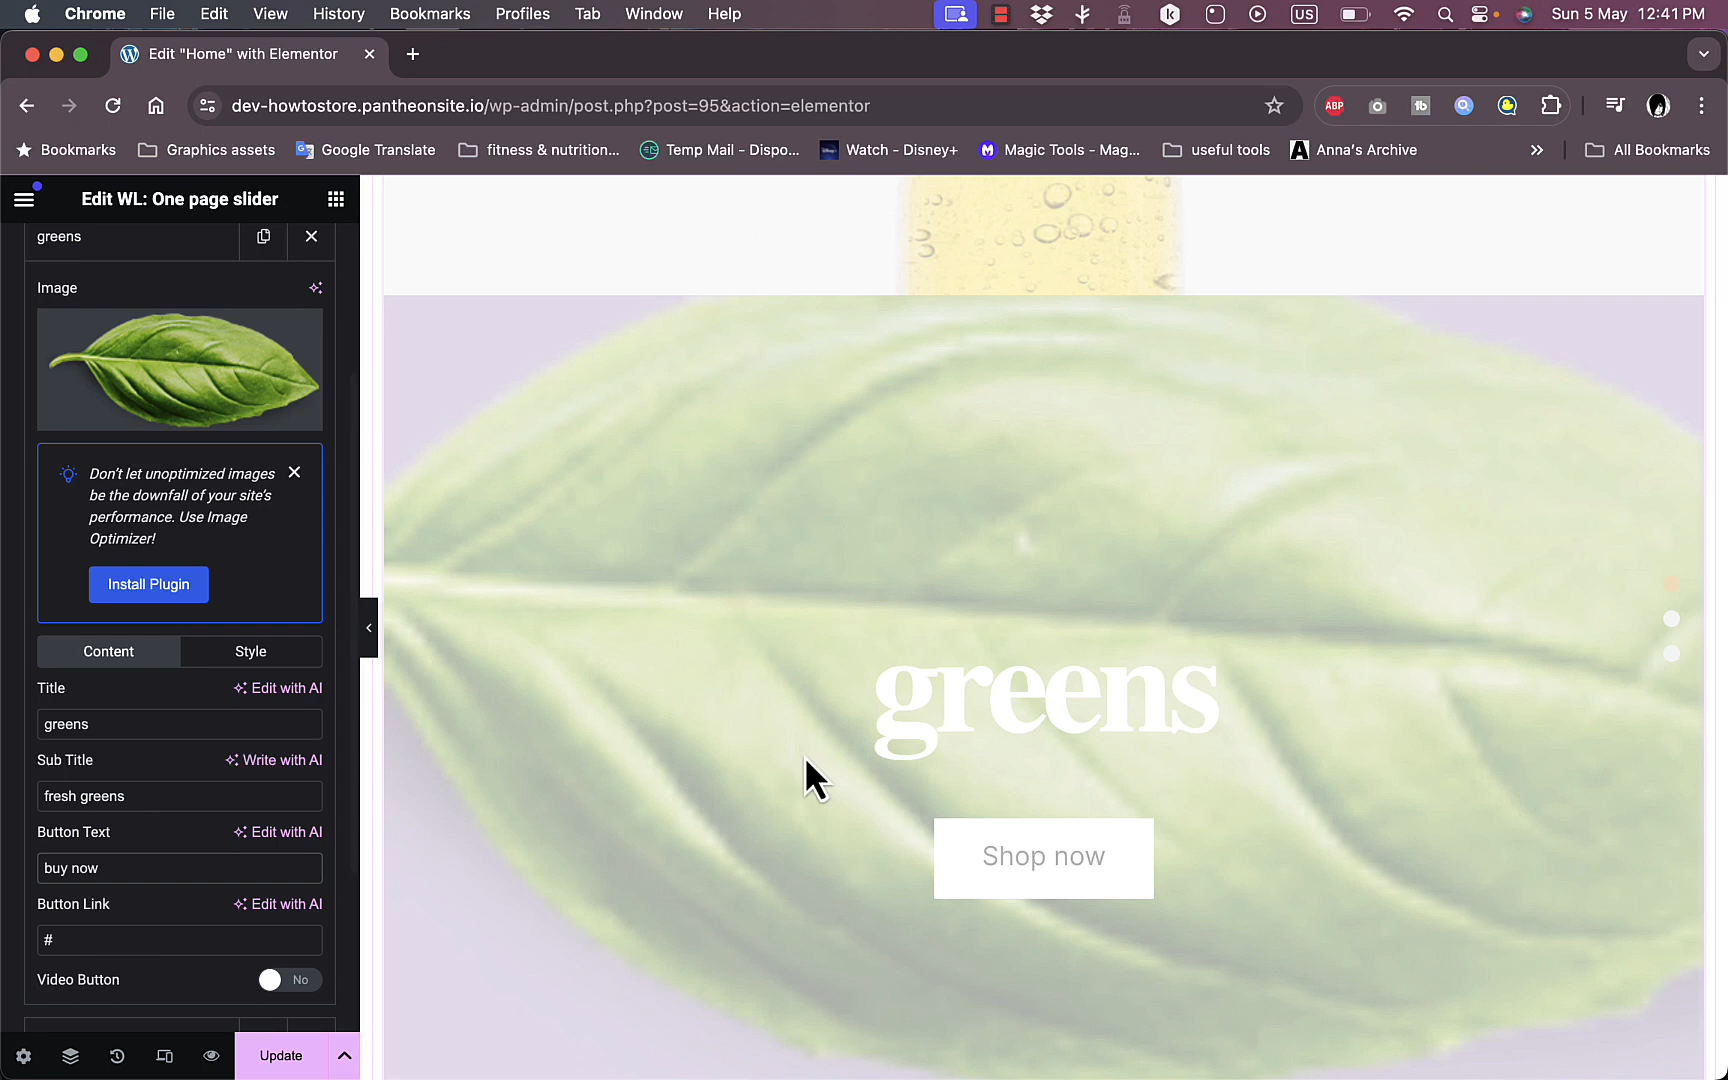 Chrome File Edit View History Bookmarks Profiles Tab Window Help US Sun 5 May 12:41 PM
Edit "Home" with Elementor
dev-howtostore.pantheonsite.io/wp-admin/post.php?post=95&action=elementor ABP tb
Bookmarks Graphics assets Google Translate fitness & nutrition... Temp Mail - Dispo... Watch - Disney+ Magic Tools - Mag... useful tools Anna's Archive All Bookmarks
Edit WL: One page slider
greens
Image
Don't let unoptimized images
be the downfall of your site's
performance. Use Image
Optimizer!
Install Plugin
Content Style
Title Edit with AI
greens
Sub Title Write with AI
fresh greens
Button Text Edit with AI
buy now
Button Link Edit with AI
#
Video Button No
Update
greens
Shop now